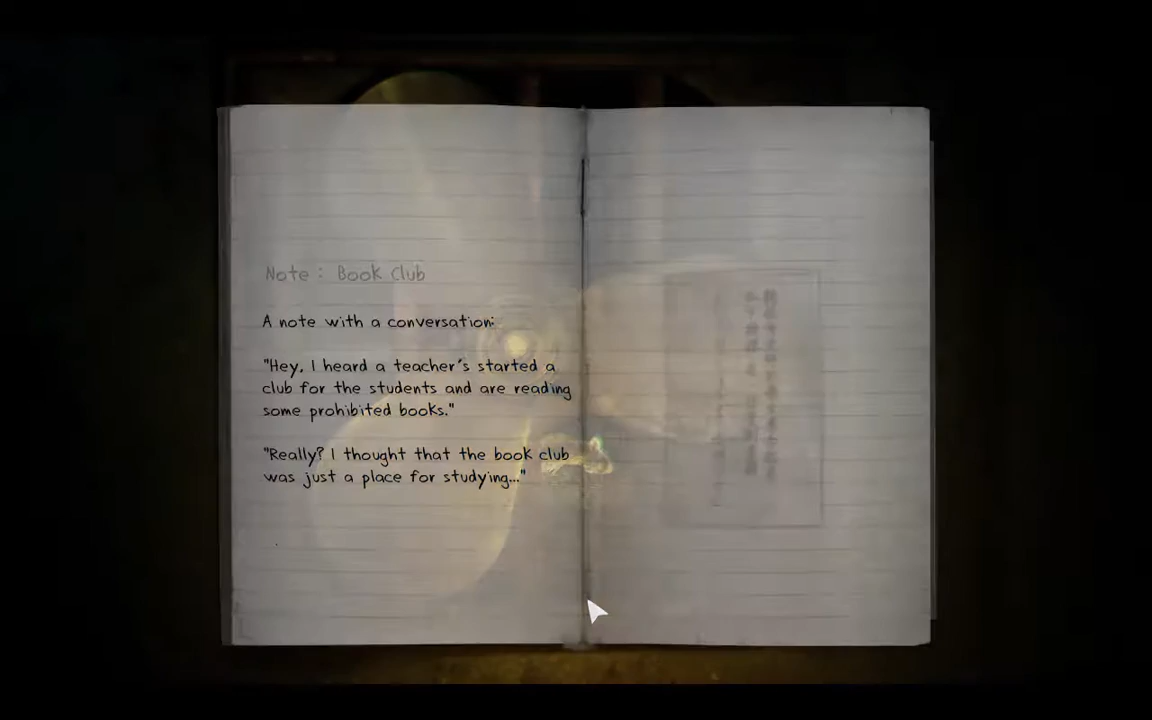 Note : Book Club
A note with a conversation:
"Hey, I heard a teacher's started a
club for the students and are reading
some prohibited books."
"Really? I thought that the book club
was just a place for studying..."